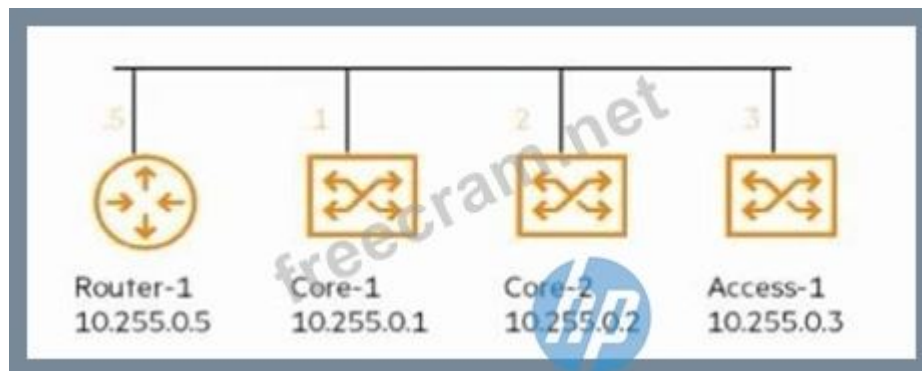 .5 .1 2 .3
freecram.net
Router-1 Core-1 Core-2 Access-1
10.255.0.5 10.255.0.1 10.255.0.2 10.255.0.3
hp